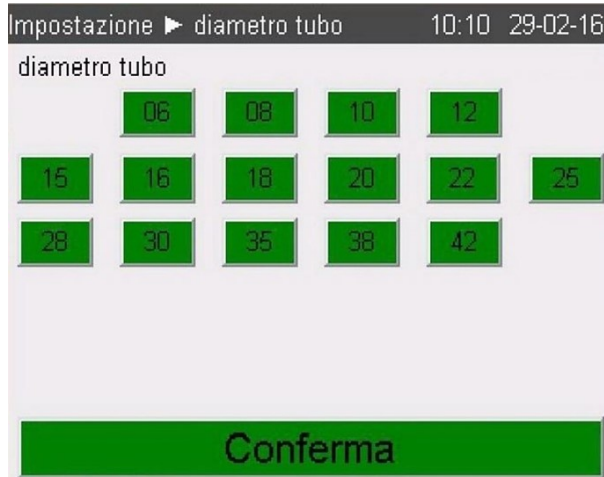 Impostazione ► diametro tubo 10:10 29-02-16
diametro tubo
06 08 10 12
15 16 18 20 22 25
28 30 35 38 42
Conferma